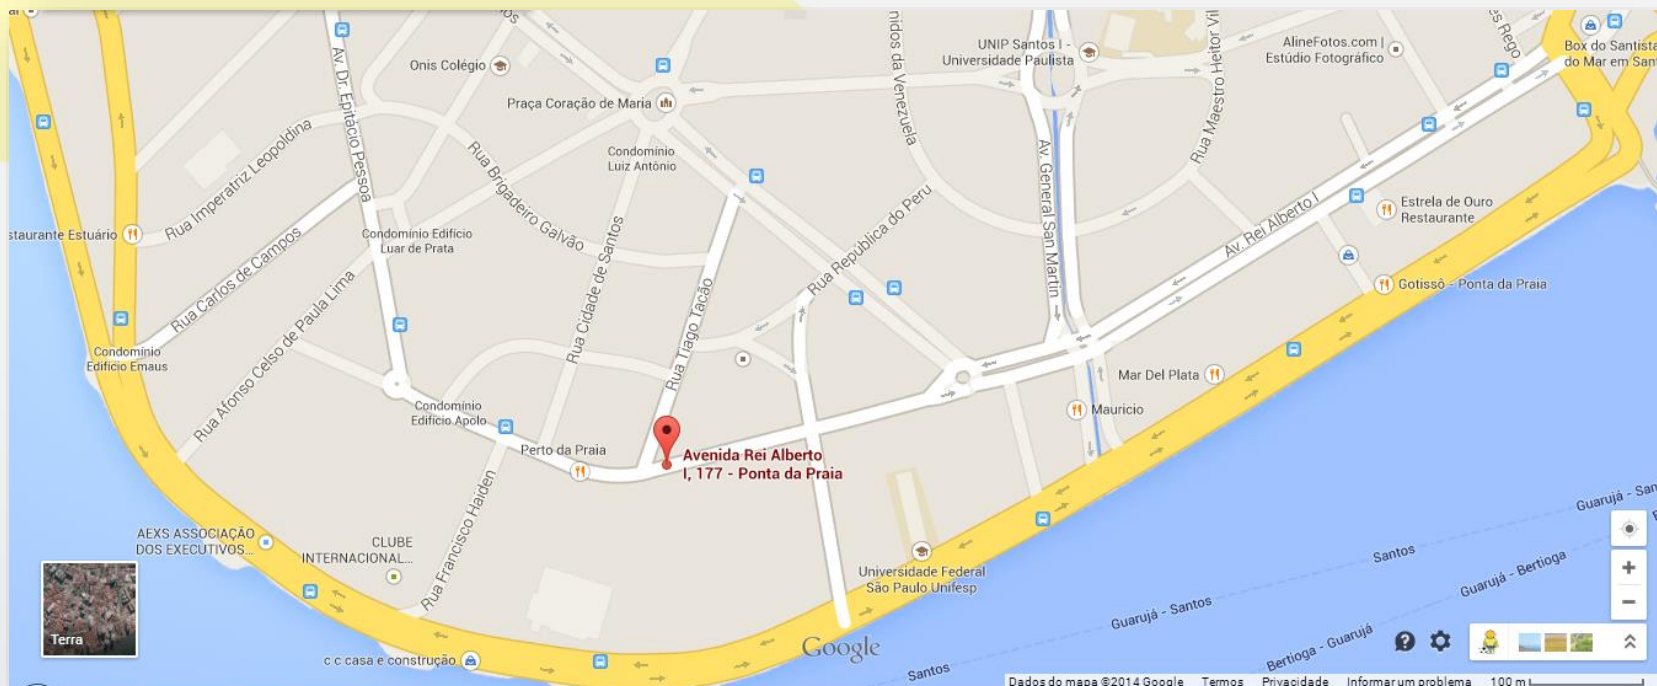 Onis Colégio
UNIP Santos I -
Universidade Paulista
AlineFotos.com |
Estúdio Fotográfico
Box do Santista
do Mar em Sant
Praça Coração de Maria
Av. Dr. Epitácio Pessoa
nidos da Venezuela
Rua Maestro Heitor Vi
es Rego
Rua Imperatriz Leopoldina
Rua Brigadeiro Galvão
Condomínio
Luiz Antônio
Av. General San Martin
Rua República do Peru
Av. Rei Alberto I
Estrela de Ouro
Restaurante
staurante Estuário
Condomínio Edifício
Luar de Prata
Rua Carlos de Campos
Rua Cidade de Santos
Rua Afonso Celso de Paula Lima
Rua Tiago Tacão
Gotissô - Ponta da Praia
Condomínio
Edifício Emaus
Mar Del Plata
Condomínio
Edifício Apolo
Mauricio
Perto da Praia
Avenida Rei Alberto
I, 177 - Ponta da Praia
Rua Francisco Haiden
AEXS ASSOCIAÇÃO
DOS EXECUTIVOS...
CLUBE
INTERNACIONAL...
Universidade Federal
São Paulo Unifesp
Guarujá - San
Santos
Guarujá - Bertioga
Guarujá - Santos
Bertioga - Guarujá
Santos
Terra
c c casa e construção
Google
Dados do mapa ©2014 Google Termos Privacidade Informar um problema 100 m